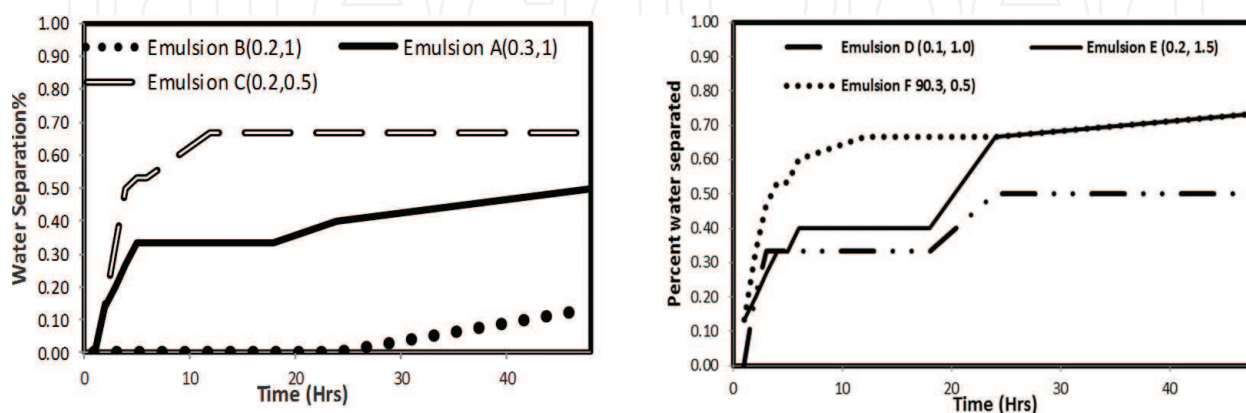 1.00
0.90
0.80
0.70
0.60
0.50
0.40
0.30
0.20
0.10
0.00
Water Separation%
Emulsion B(0.2,1)
Emulsion A(0.3,1)
Emulsion C(0.2,0.5)
0 10 20 30 40
Time (Hrs)
1.00
0.90
0.80
0.70
0.60
0.50
0.40
0.30
0.20
0.10
0.00
Percent water separated
Emulsion D (0.1, 1.0)
Emulsion E (0.2, 1.5)
Emulsion F 90.3, 0.5)
0 10 20 30 40
Time (Hrs)